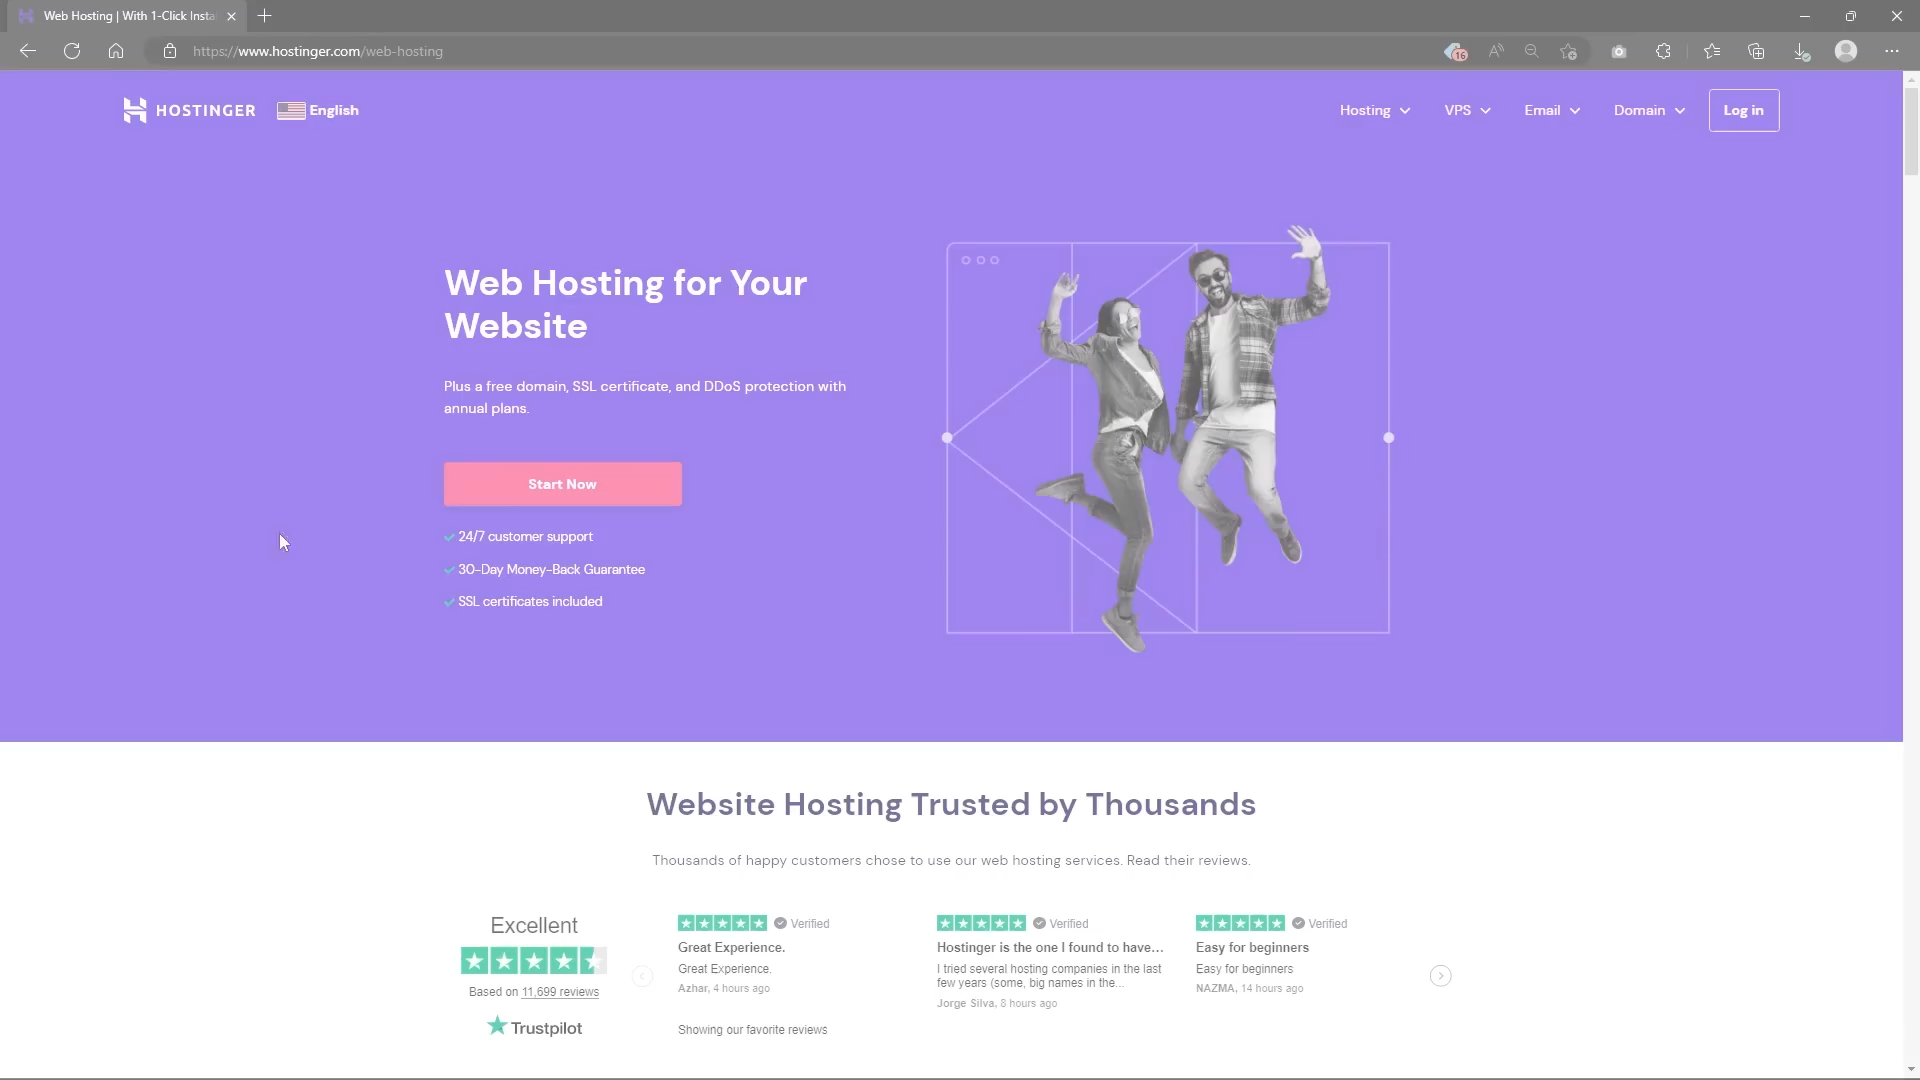 Web Hosting | With 1-Click Insta
https://www.hostinger.com/web-hosting
16
HOSTINGER English Hosting VPS Email Domain Log in
Web Hosting for Your
Website
Plus a free domain, SSL certificate, and DDoS protection with
annual plans.
Start Now
24/7 customer support
30-Day Money-Back Guarantee
SSL certificates included
Website Hosting Trusted by Thousands
Thousands of happy customers chose to use our web hosting services. Read their reviews.
Excellent
Based on 11,699 reviews
Trustpilot
Verified
Great Experience.
Great Experience.
Azhar, 4 hours ago
Showing our favorite reviews
Verified
Hostinger is the one I found to have...
I tried several hosting companies in the last
few years (some, big names in the...
Jorge Silva, 8 hours ago
Verified
Easy for beginners
Easy for beginners
NAZMA, 14 hours ago